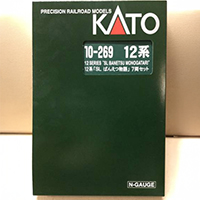 PRECISION RAILROAD MODELS
KATO
10-269 12系
12 SERIES "SL BANETSU MONOGATARI"
12系「SL ばんえつ物語」7両セット
N-GAUGE